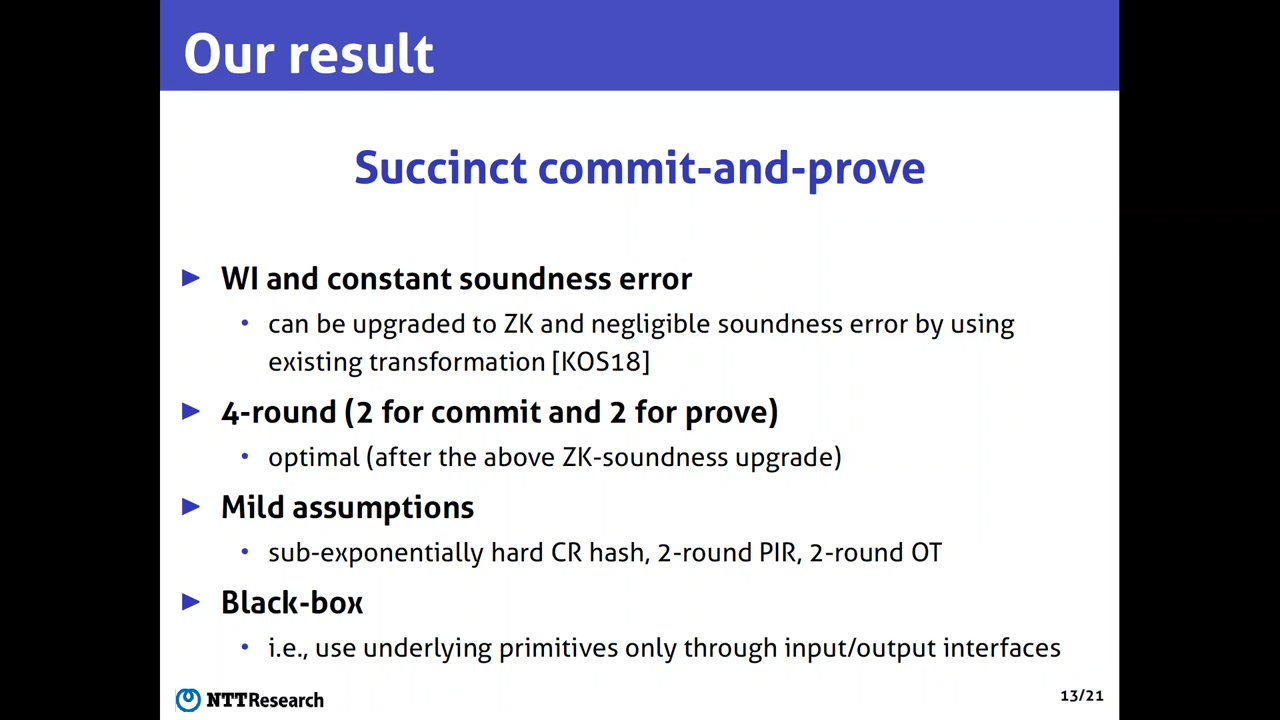 Our result
Succinct commit-and-prove
► WI and constant soundness error
• can be upgraded to ZK and negligible soundness error by using
existing transformation [KOS18]
► 4-round (2 for commit and 2 for prove)
• optimal (after the above ZK-soundness upgrade)
► Mild assumptions
• sub-exponentially hard CR hash, 2-round PIR, 2-round OT
► Black-box
• i.e., use underlying primitives only through input/output interfaces
NTTResearch
13/21